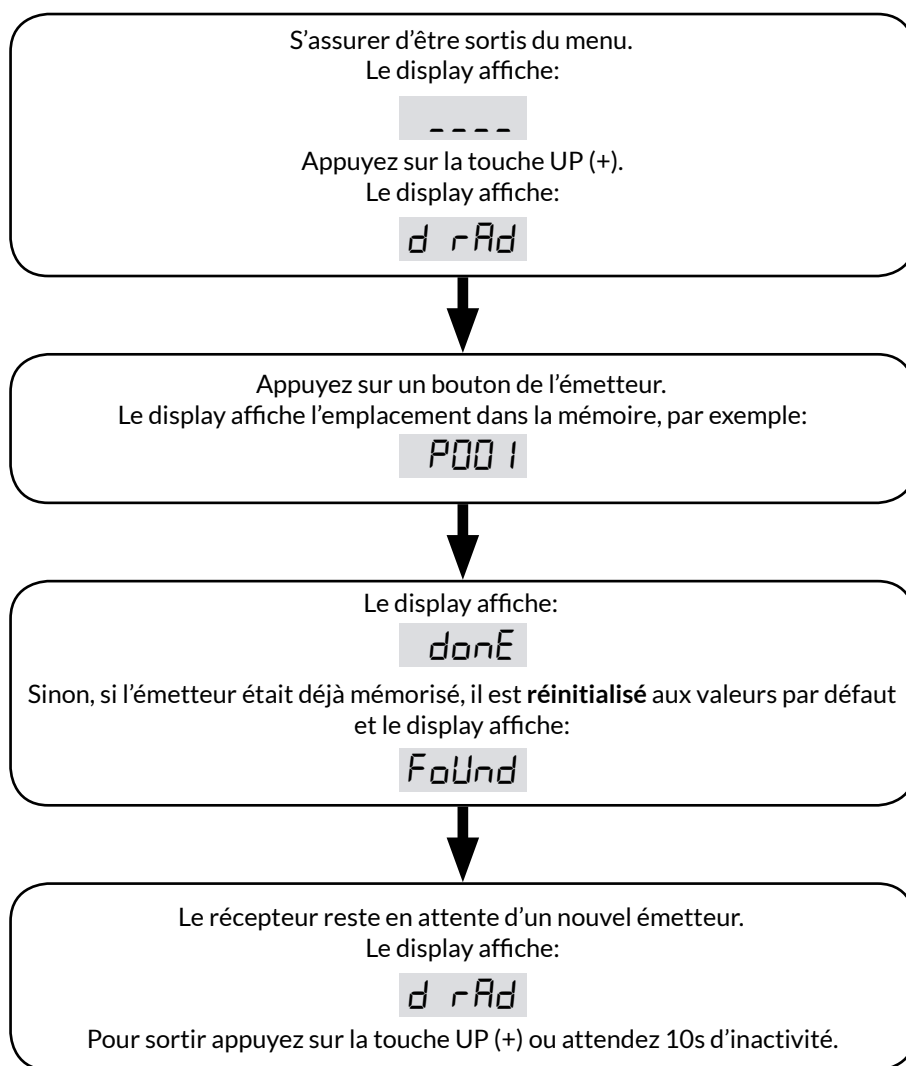 S’assurer d’être sortis du menu.
Le display affiche:
----
Appuyez sur la touche UP (+).
Le display affiche:
d rAd
Appuyez sur un bouton de l’émetteur.
Le display affiche l’emplacement dans la mémoire, par exemple:
P001
Le display affiche:
donE
Sinon, si l’émetteur était déjà mémorisé, il est réinitialisé aux valeurs par défaut
et le display affiche:
FoUnd
Le récepteur reste en attente d’un nouvel émetteur.
Le display affiche:
d rAd
Pour sortir appuyez sur la touche UP (+) ou attendez 10s d’inactivité.